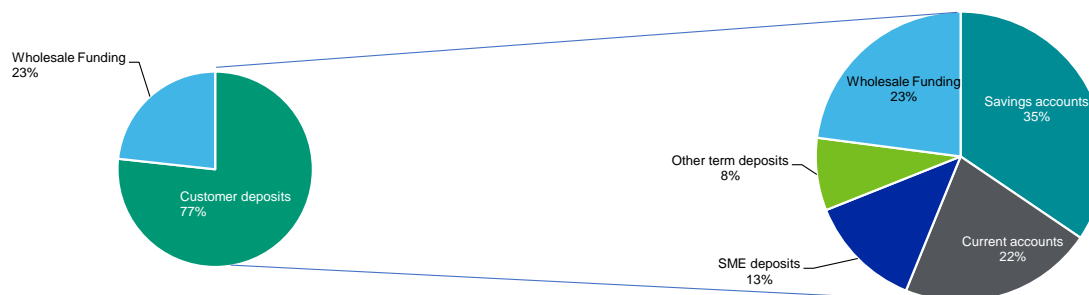 Wholesale Funding
23%
Customer deposits
77%
Wholesale Funding
23%
Savings accounts
35%
Other term deposits
8%
Current accounts
22%
SME deposits
13%